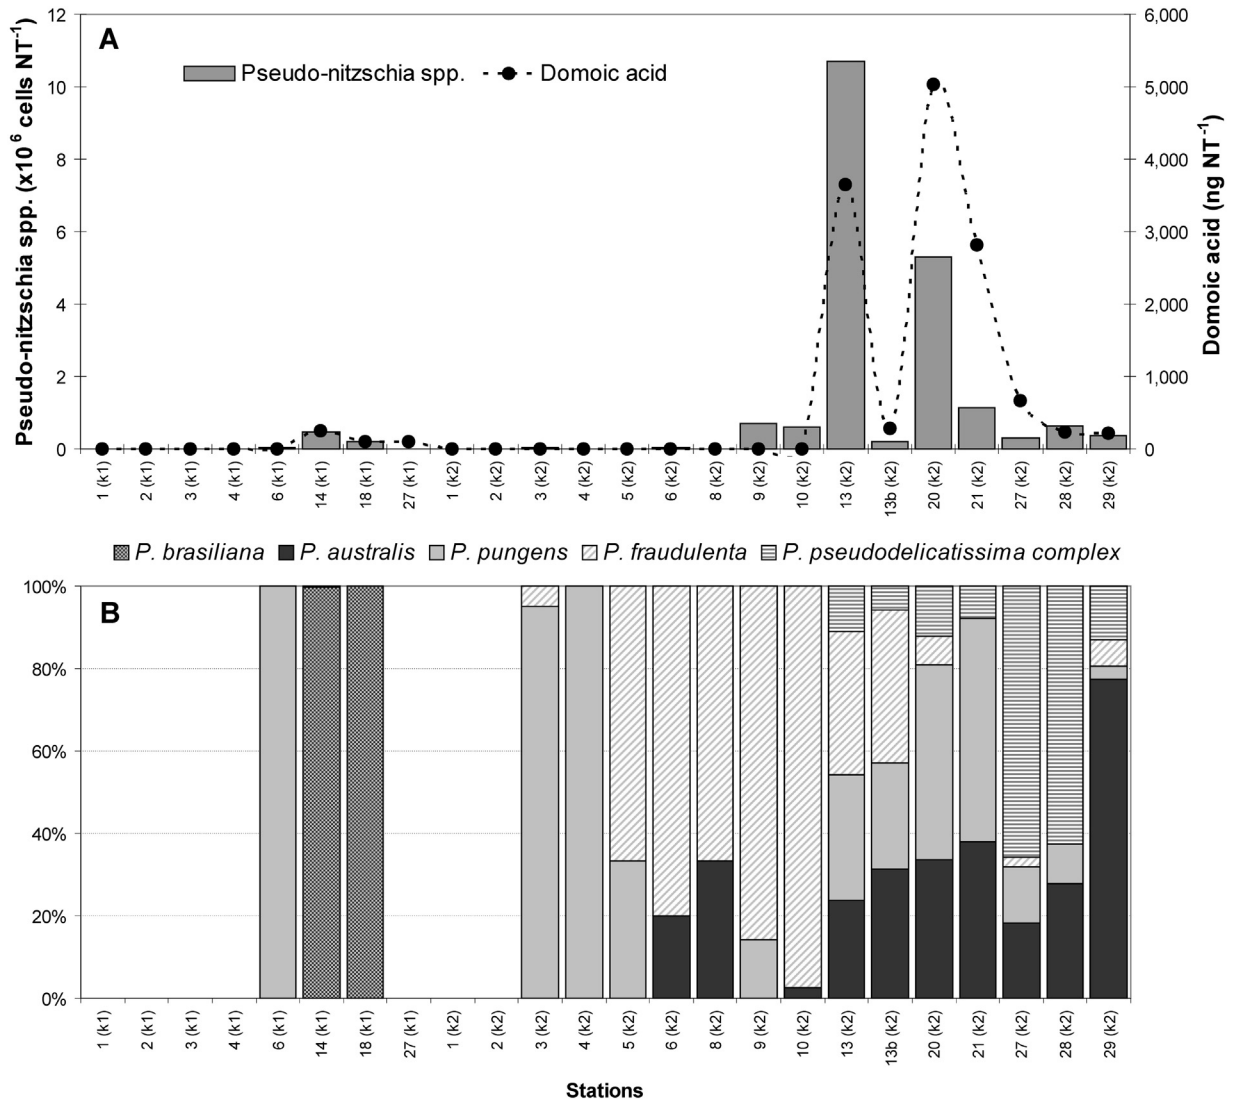 A
Pseudo-nitzschia spp. Domoic acid
Pseudo-nitzschia spp. (x10⁶ cells NT⁻¹)
12
10
8
6
4
2
0
6,000
5,000
4,000
3,000
2,000
1,000
0
Domoic acid (ng NT⁻¹)
1 (k1) 2 (k1) 3 (k1) 4 (k1) 6 (k1) 14 (k1) 18 (k1) 27 (k1) 1 (k2) 2 (k2) 3 (k2) 4 (k2) 5 (k2) 6 (k2) 8 (k2) 9 (k2) 10 (k2) 13 (k2) 13b (k2) 20 (k2) 21 (k2) 27 (k2) 28 (k2) 29 (k2)
P. brasiliana P. australis P. pungens P. fraudulenta P. pseudodelicatissima complex
B
100%
80%
60%
40%
20%
0%
1 (k1) 2 (k1) 3 (k1) 4 (k1) 6 (k1) 14 (k1) 18 (k1) 27 (k1) 1 (k2) 2 (k2) 3 (k2) 4 (k2) 5 (k2) 6 (k2) 8 (k2) 9 (k2) 10 (k2) 13 (k2) 13b (k2) 20 (k2) 21 (k2) 27 (k2) 28 (k2) 29 (k2)
Stations